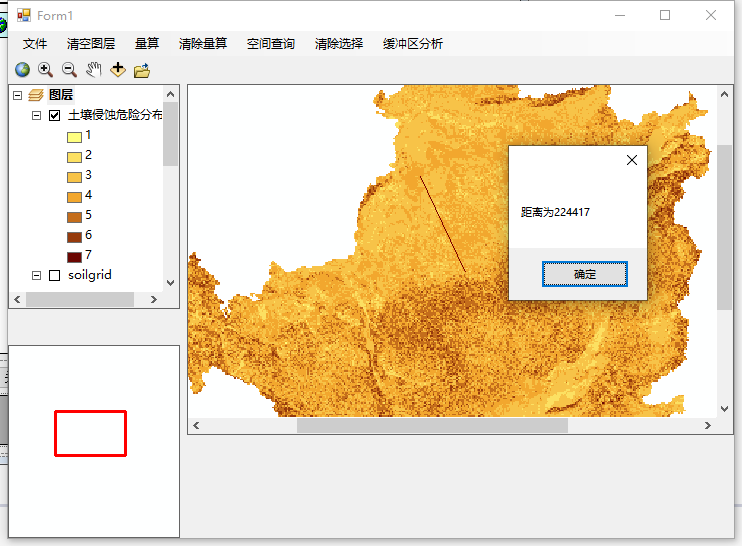 Form1
文件 清空图层 量算 清除量算 空间查询 清除选择 缓冲区分析
图层
土壤侵蚀危险分布
1
2
3
4
5
6
7
soilgrid
距离为224417
确定